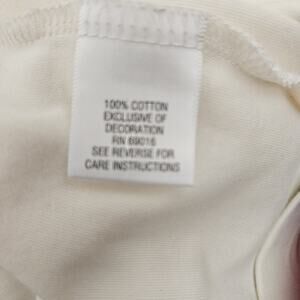 100% COTTON
EXCLUSIVE OF
DECORATION
RN 69016
SEE REVERSE FOR
CARE INSTRUCTIONS